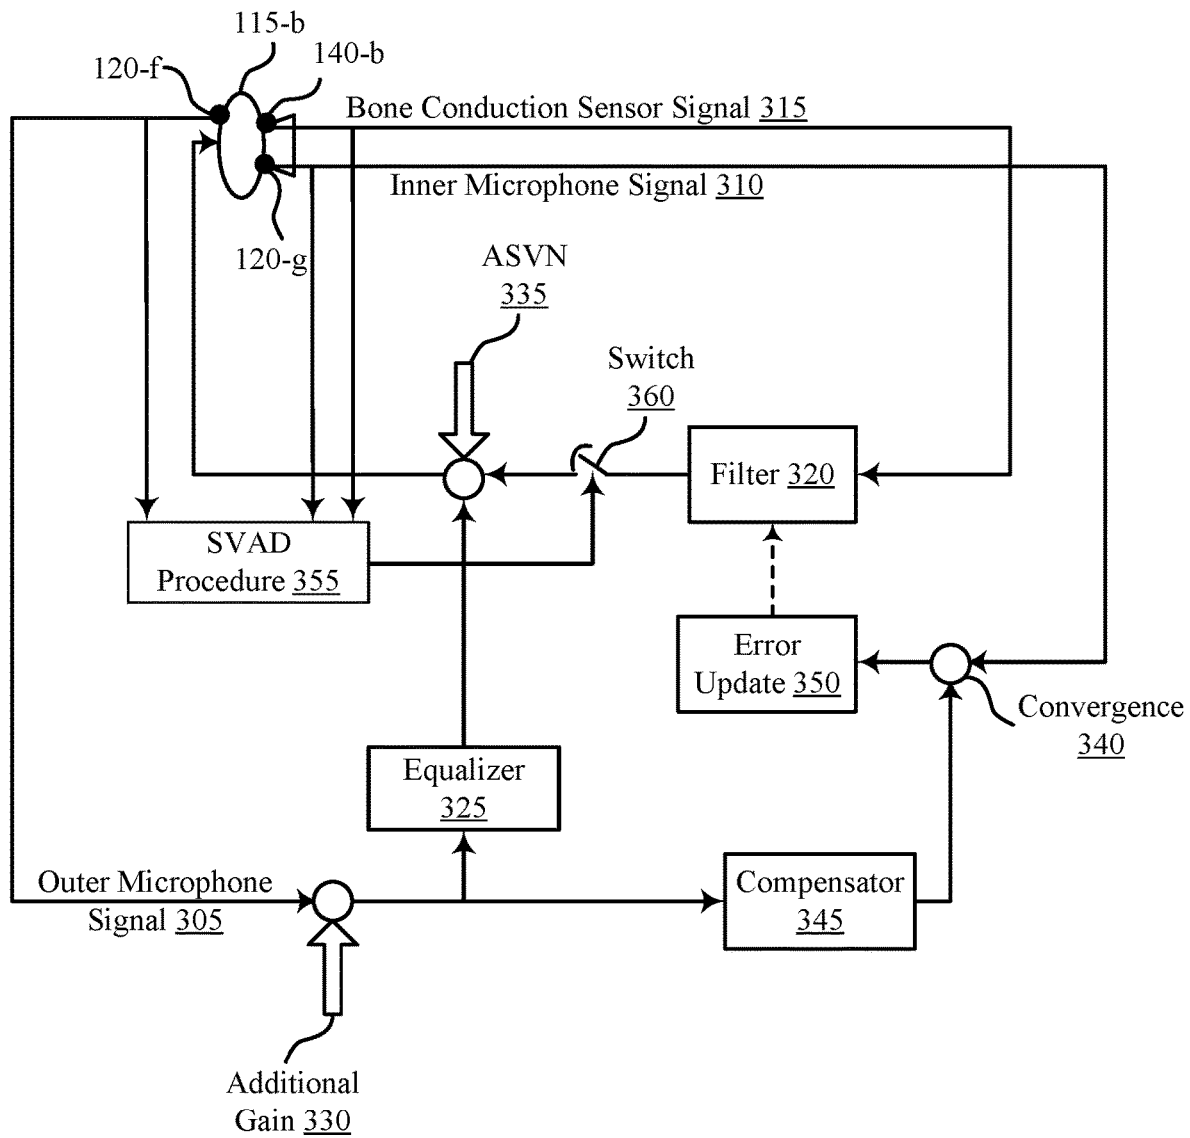 115-b
120-f
140-b
Bone Conduction Sensor Signal 315
Inner Microphone Signal 310
120-g
ASVN
335
Switch
360
Filter 320
SVAD
Procedure 355
Error
Update 350
Convergence
340
Equalizer
325
Outer Microphone
Signal 305
Compensator
345
Additional
Gain 330